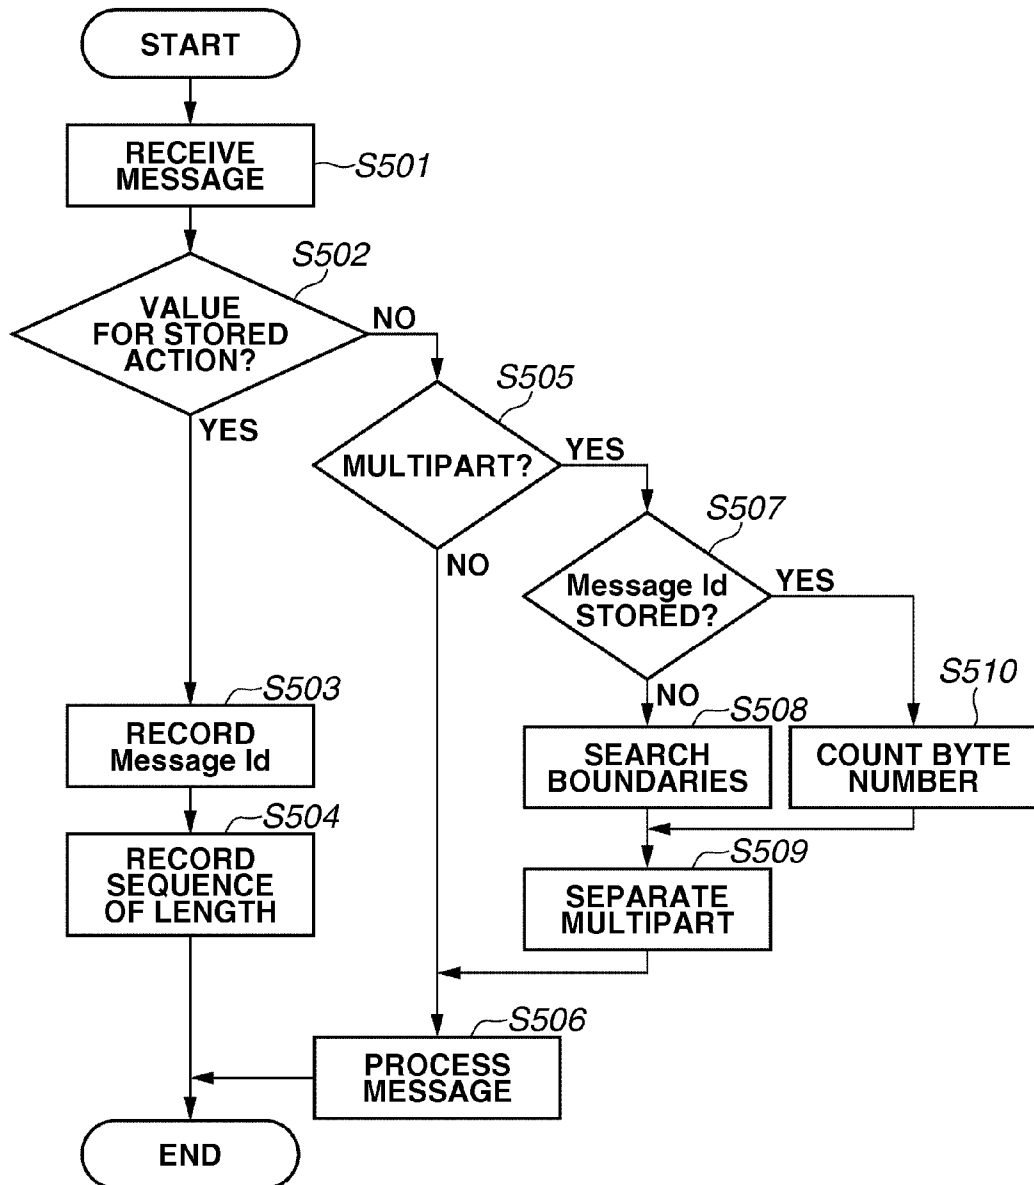 START
RECEIVE
MESSAGE
S501
S502
VALUE
FOR STORED
ACTION?
NO
YES
S505
MULTIPART?
YES
NO
S507
Message Id
STORED?
YES
NO
S503
RECORD
Message Id
S508
SEARCH
BOUNDARIES
S510
COUNT BYTE
NUMBER
S504
RECORD
SEQUENCE
OF LENGTH
S509
SEPARATE
MULTIPART
S506
PROCESS
MESSAGE
END